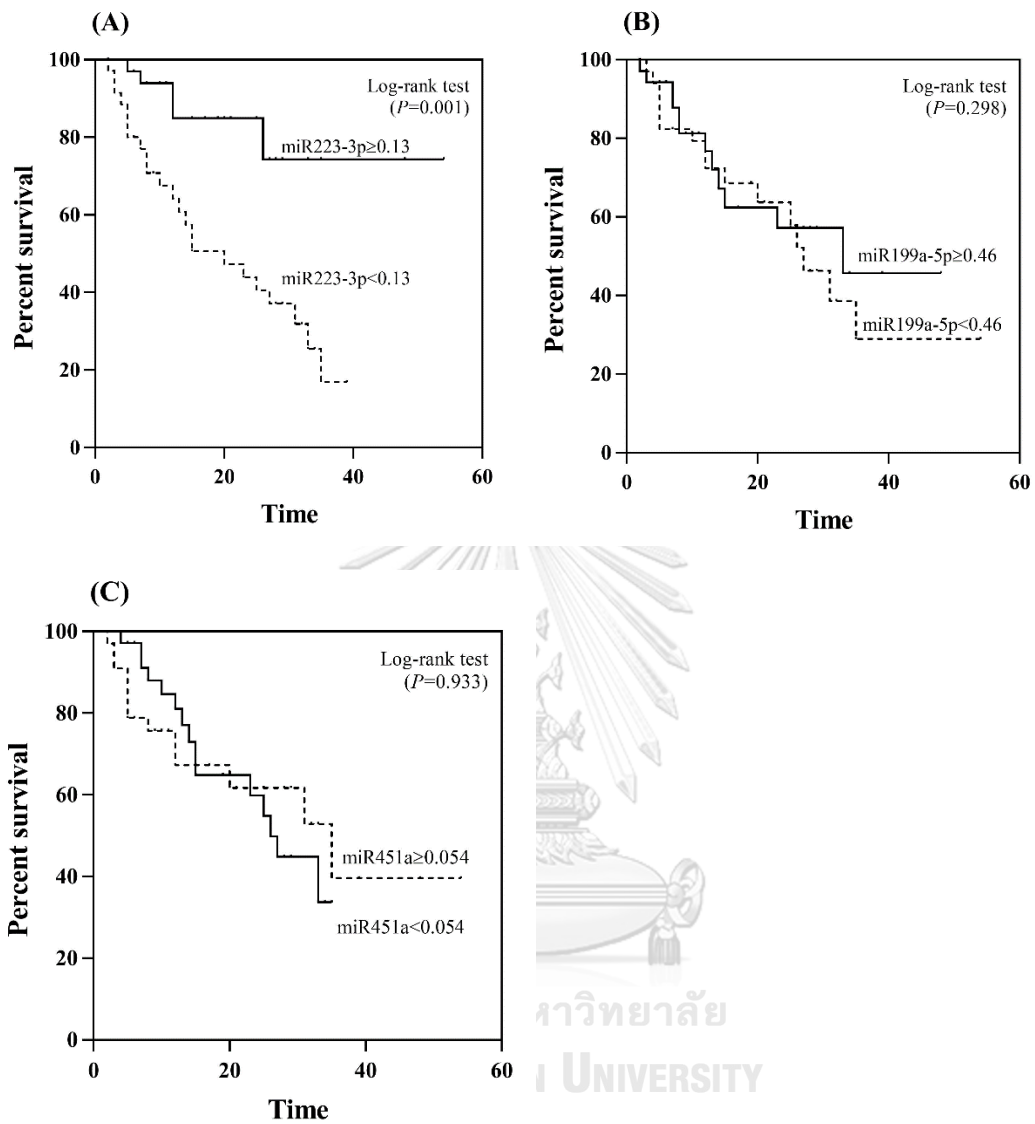 (A)
Percent survival
100
80
60
40
20
0
Log-rank test
(P=0.001)
miR223-3p≥0.13
miR223-3p<0.13
0 20 40 60
Time
(B)
Percent survival
100
80
60
40
20
0
Log-rank test
(P=0.298)
miR199a-5p≥0.46
miR199a-5p<0.46
0 20 40 60
Time
(C)
Percent survival
100
80
60
40
20
0
Log-rank test
(P=0.933)
miR451a≥0.054
miR451a<0.054
0 20 40 60
Time
หาวิทยาลัย
N UNIVERSITY